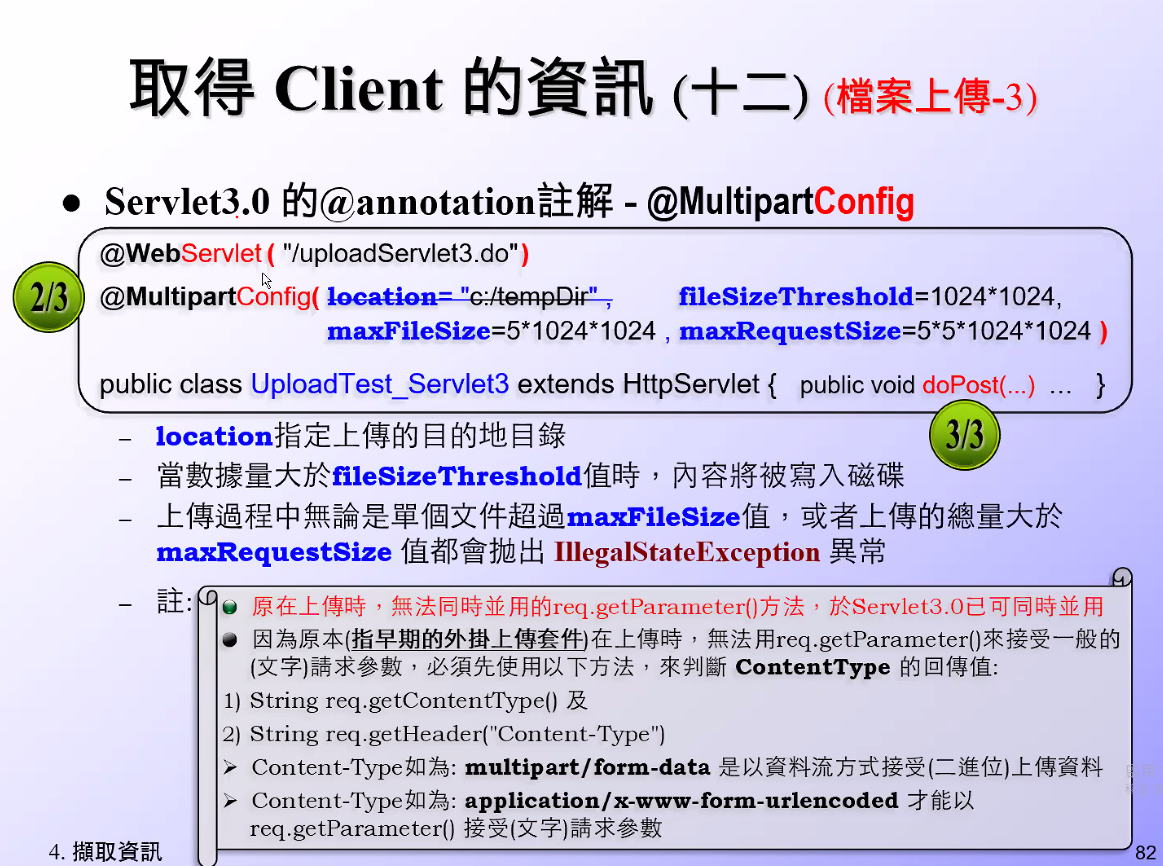 取得 Client 的資訊 (十二) (檔案上傳-3)
● Servlet3.0 的@annotation註解 - @MultipartConfig
@WebServlet( "/uploadServlet3.do")
2/3
@MultipartConfig( location= "c:/tempDir" , fileSizeThreshold=1024*1024,
maxFileSize=5*1024*1024 , maxRequestSize=5*5*1024*1024 )
public class UploadTest_Servlet3 extends HttpServlet { public void doPost(...) … }
3/3
– location指定上傳的目的地目錄
– 當數據量大於fileSizeThreshold值時，內容將被寫入磁碟
– 上傳過程中無論是單個文件超過maxFileSize值，或者上傳的總量大於
maxRequestSize 值都會拋出 IllegalStateException 異常
– 註:
● 原在上傳時，無法同時並用的req.getParameter()方法，於Servlet3.0已可同時並用
● 因為原本(指早期的外掛上傳套件)在上傳時，無法用req.getParameter()來接受一般的
(文字)請求參數，必須先使用以下方法，來判斷 ContentType 的回傳值:
1) String req.getContentType() 及
2) String req.getHeader("Content-Type")
➢ Content-Type如為: multipart/form-data 是以資料流方式接受(二進位)上傳資料
➢ Content-Type如為: application/x-www-form-urlencoded 才能以
req.getParameter() 接受(文字)請求參數
4. 擷取資訊
82